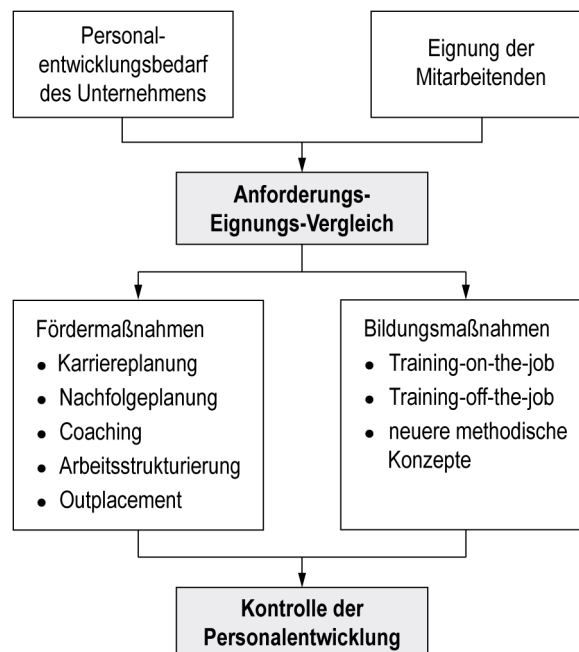 Personal-
entwicklungsbedarf
des Unternehmens
Eignung der
Mitarbeitenden
Anforderungs-
Eignungs-Vergleich
Fördermaßnahmen
• Karriereplanung
• Nachfolgeplanung
• Coaching
• Arbeitsstrukturierung
• Outplacement
Bildungsmaßnahmen
• Training-on-the-job
• Training-off-the-job
• neuere methodische
Konzepte
Kontrolle der
Personalentwicklung